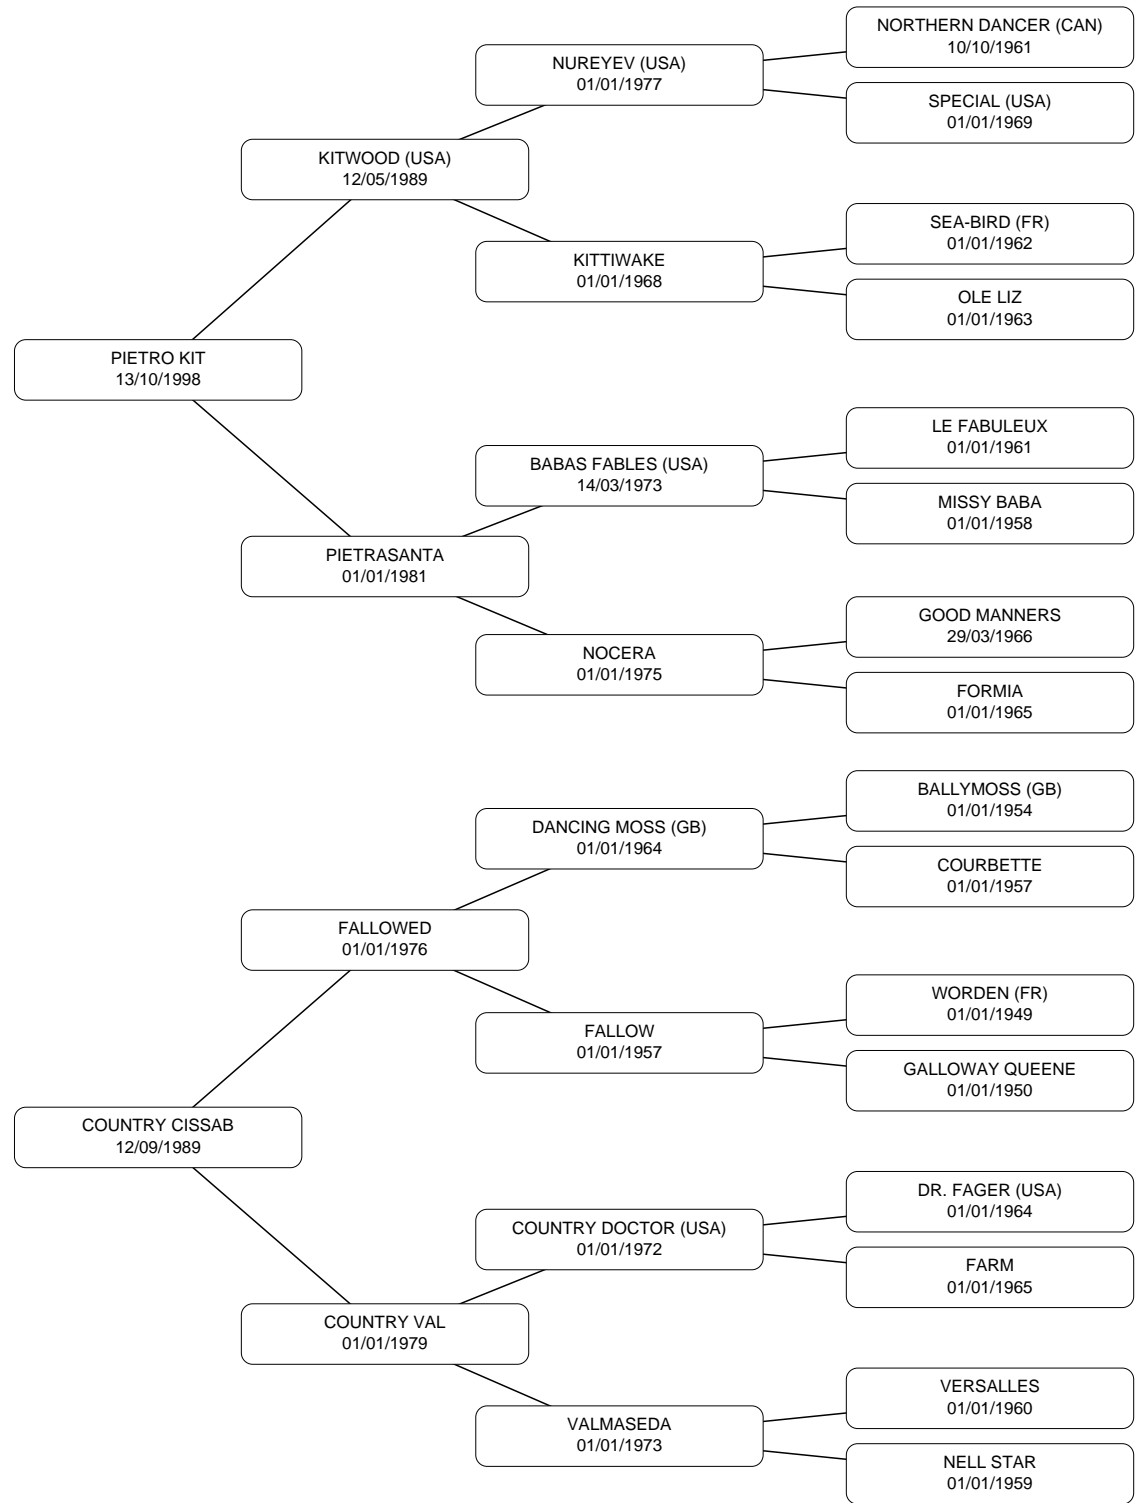 NORTHERN DANCER (CAN)
10/10/1961
NUREYEV (USA)
01/01/1977
SPECIAL (USA)
01/01/1969
KITWOOD (USA)
12/05/1989
SEA-BIRD (FR)
01/01/1962
KITTIWAKE
01/01/1968
OLE LIZ
01/01/1963
PIETRO KIT
13/10/1998
LE FABULEUX
01/01/1961
BABAS FABLES (USA)
14/03/1973
MISSY BABA
01/01/1958
PIETRASANTA
01/01/1981
GOOD MANNERS
29/03/1966
NOCERA
01/01/1975
FORMIA
01/01/1965
BALLYMOSS (GB)
01/01/1954
DANCING MOSS (GB)
01/01/1964
COURBETTE
01/01/1957
FALLOWED
01/01/1976
WORDEN (FR)
01/01/1949
FALLOW
01/01/1957
GALLOWAY QUEENE
01/01/1950
COUNTRY CISSAB
12/09/1989
DR. FAGER (USA)
01/01/1964
COUNTRY DOCTOR (USA)
01/01/1972
FARM
01/01/1965
COUNTRY VAL
01/01/1979
VERSALLES
01/01/1960
VALMASEDA
01/01/1973
NELL STAR
01/01/1959